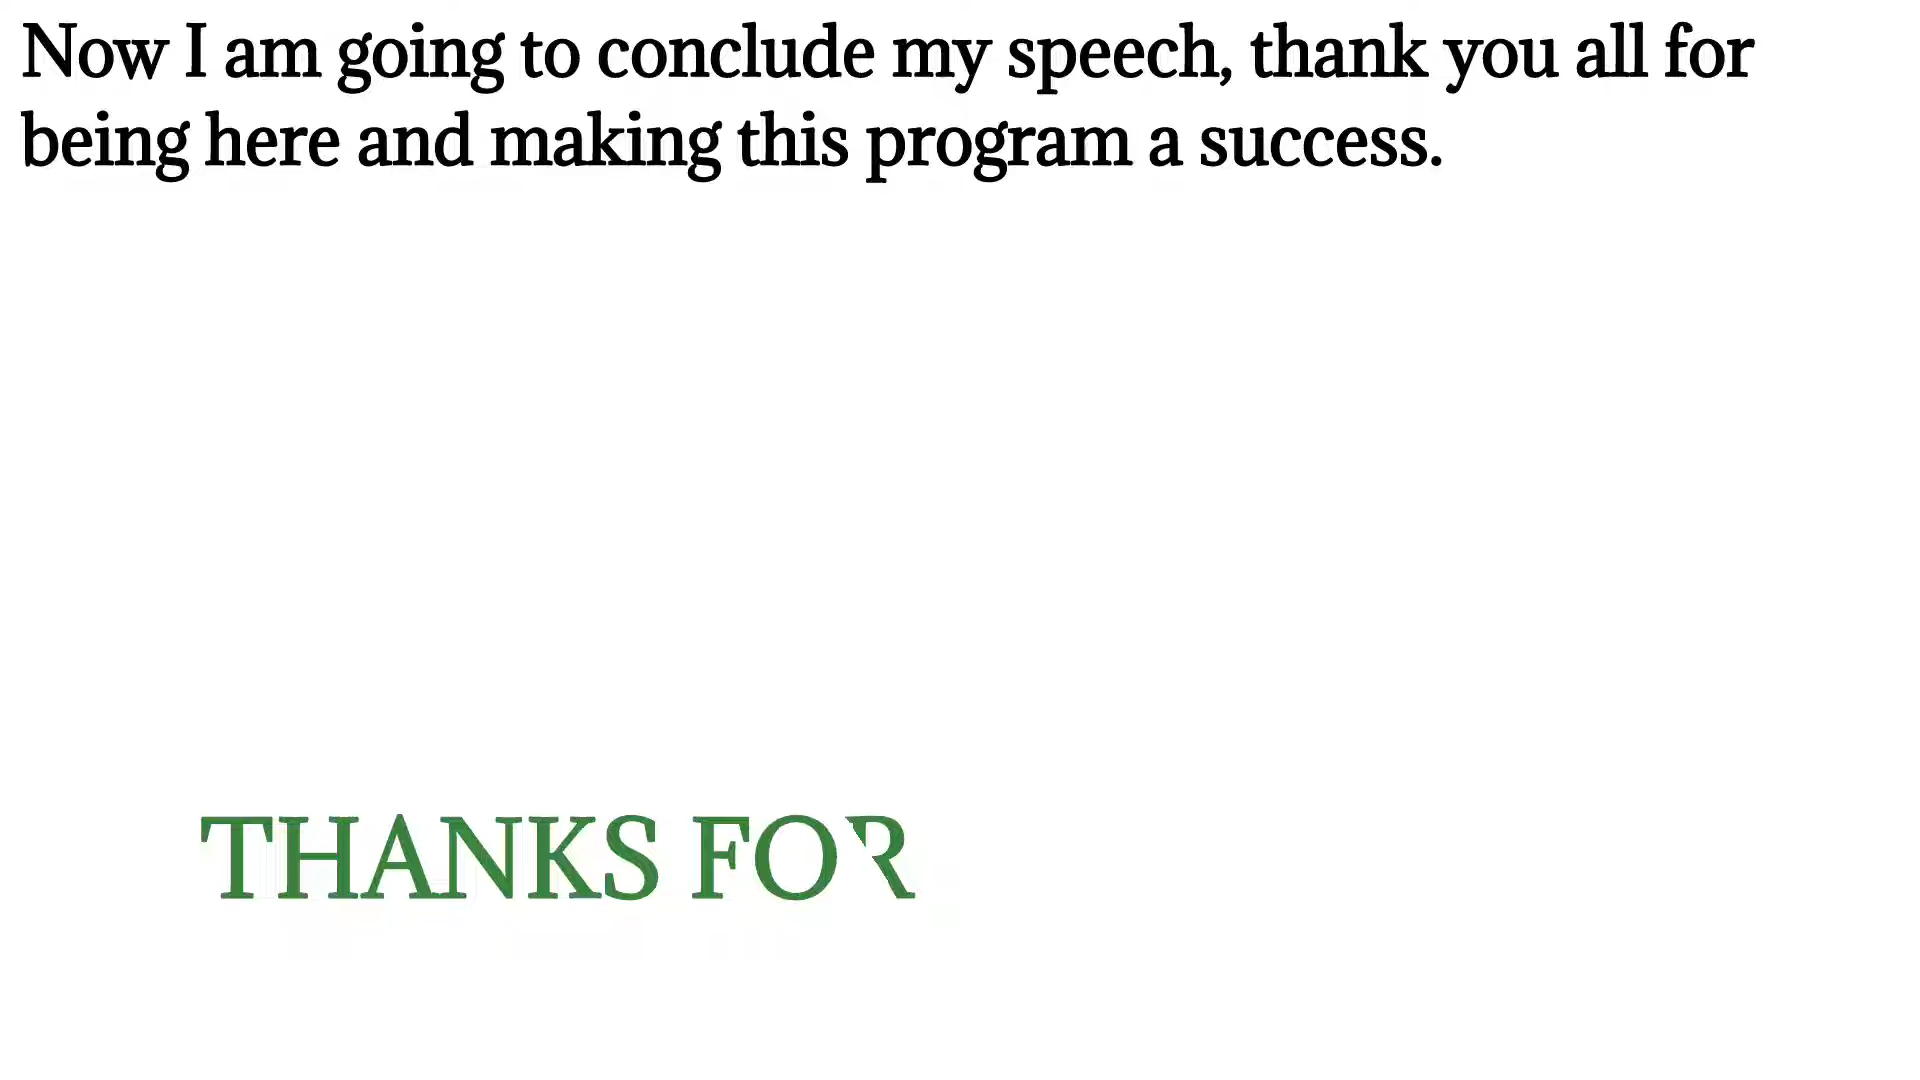 Now I am going to conclude my speech, thank you all for
being here and making this program a success.
THANKS FOR